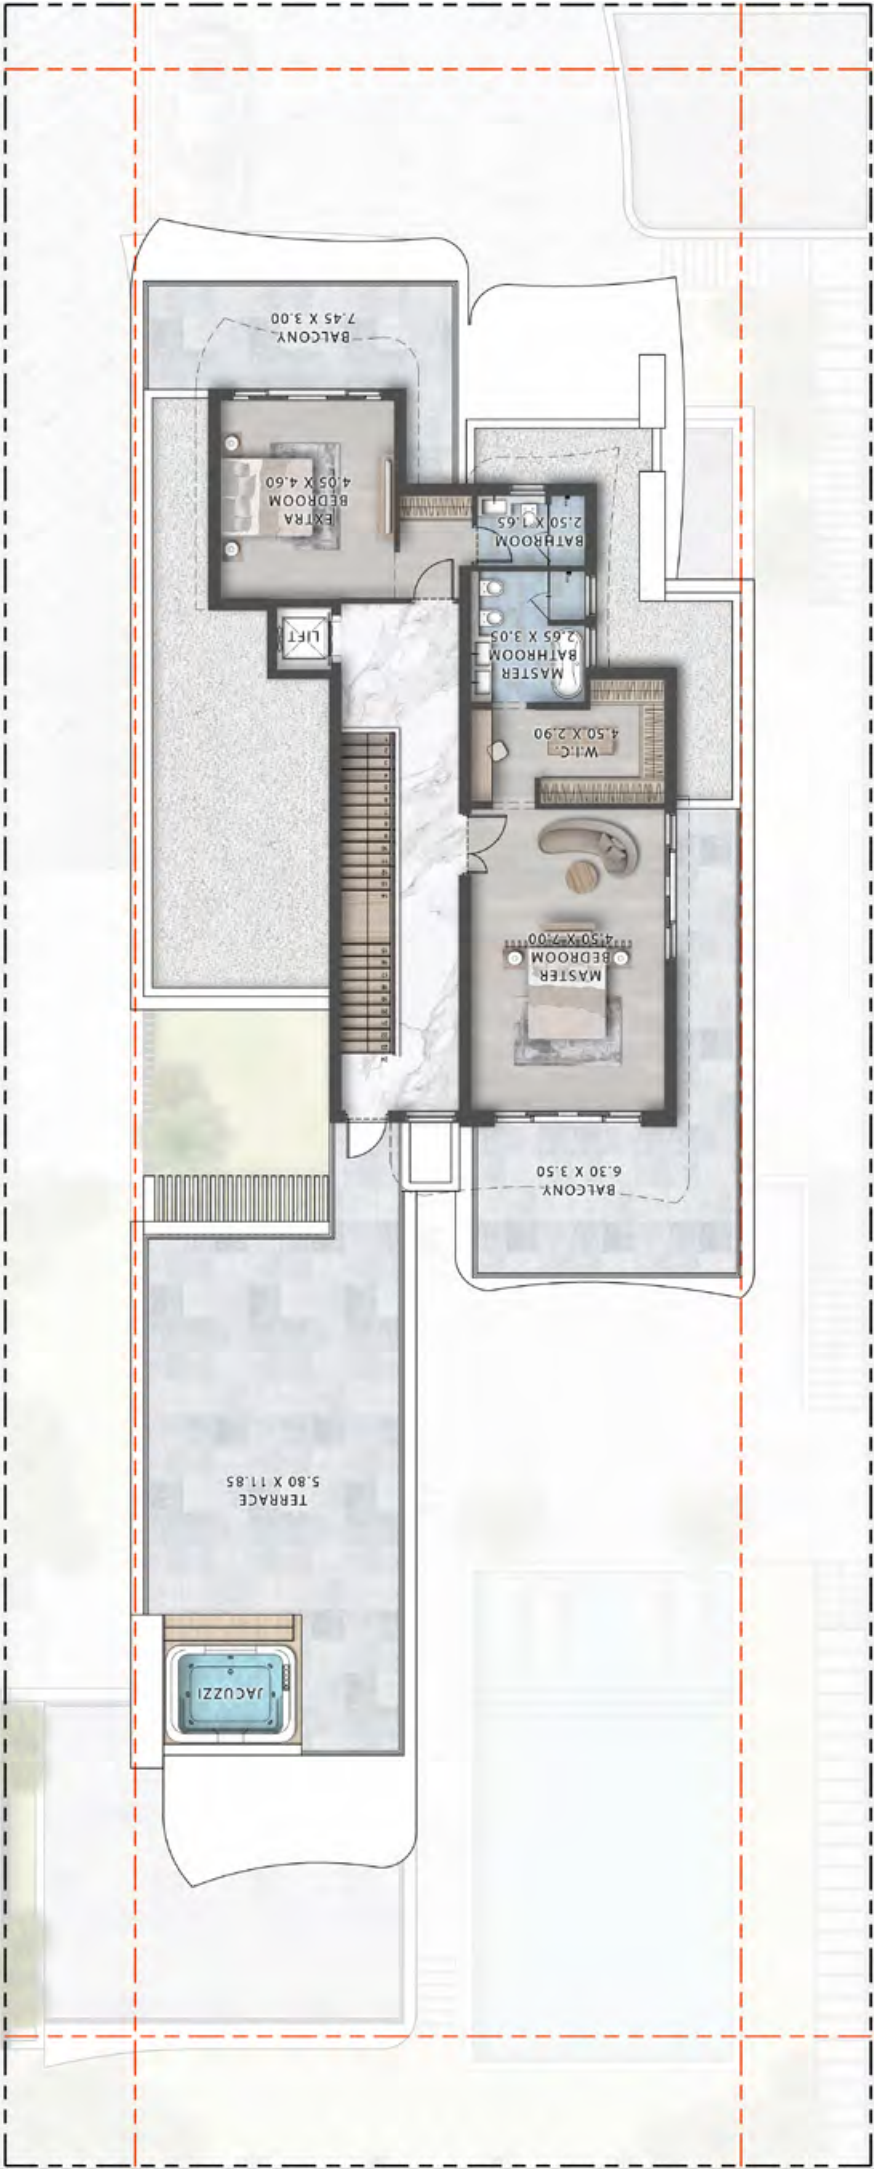 JACUZZI
TERRACE
5.80 X 11.85
BALCONY
6.30 X 3.50
MASTER
BEDROOM
4.50 X 7.00
W.I.C.
4.50 X 2.90
MASTER
BATHROOM
2.65 X 3.05
LIFT
BATHROOM
2.50 X 1.65
EXTRA
BEDROOM
4.05 X 4.60
BALCONY
7.45 X 3.00